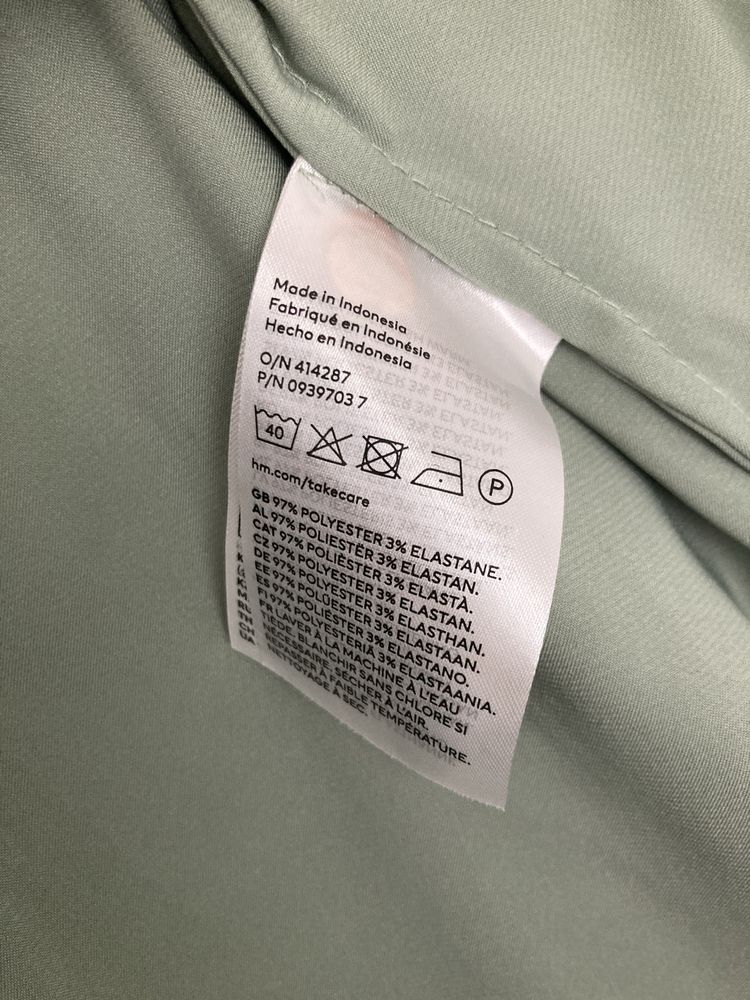 Made in Indonesia
Fabriqué en Indonésie
Hecho en Indonesia
O/N 414287
P/N 0939703 7
40
P
hm.com/takecare
GB 97% POLYESTER 3% ELASTANE.
AL 97% POLIESTËR 3% ELASTAN.
CAT 97% POLIÈSTER 3% ELASTÀ.
CZ 97% POLYESTER 3% ELASTAN.
DE 97% POLYESTER 3% ELASTHAN.
EE 97% POLÜESTER 3% ELASTAAN.
ES 97% POLIÉSTER 3% ELASTANO.
FI 97% POLYESTERIÄ 3% ELASTAANIA.
FR LAVER À LA MACHINE À L'EAU
TIÈDE. BLANCHIR SANS CHLORE SI
NÉCESSAIRE. SÉCHER À L'AIR.
REPASSER À FAIBLE TEMPÉRATURE.
NETTOYAGE À SEC.